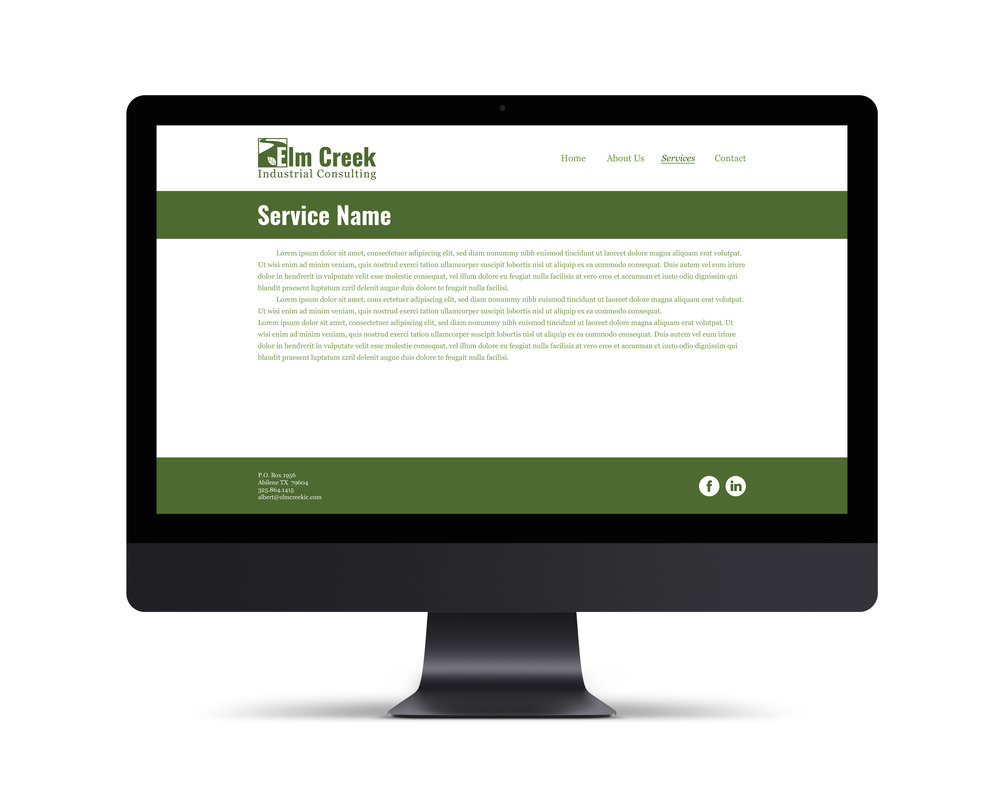 Elm Creek
Industrial Consulting
Home About Us Services Contact
Service Name
Lorem ipsum dolor sit amet, consectetuer adipiscing elit, sed diam nonummy nibh euismod tincidunt ut laoreet dolore magna aliquam erat volutpat.
Ut wisi enim ad minim veniam, quis nostrud exerci tation ullamcorper suscipit lobortis nisl ut aliquip ex ea commodo consequat. Duis autem vel eum iriure
dolor in hendrerit in vulputate velit esse molestie consequat, vel illum dolore eu feugiat nulla facilisis at vero eros et accumsan et iusto odio dignissim qui
blandit praesent luptatum zzril delenit augue duis dolore te feugait nulla facilisi.
Lorem ipsum dolor sit amet, cons ectetuer adipiscing elit, sed diam nonummy nibh euismod tincidunt ut laoreet dolore magna aliquam erat volutpat.
Ut wisi enim ad minim veniam, quis nostrud exerci tation ullamcorper suscipit lobortis nisl ut aliquip ex ea commodo consequat.
Lorem ipsum dolor sit amet, consectetuer adipiscing elit, sed diam nonummy nibh euismod tincidunt ut laoreet dolore magna aliquam erat volutpat. Ut
wisi enim ad minim veniam, quis nostrud exerci tation ullamcorper suscipit lobortis nisl ut aliquip ex ea commodo consequat. Duis autem vel eum iriure
dolor in hendrerit in vulputate velit esse molestie consequat, vel illum dolore eu feugiat nulla facilisis at vero eros et accumsan et iusto odio dignissim qui
blandit praesent luptatum zzril delenit augue duis dolore te feugait nulla facilisi.
P.O. Box 1956
Abilene TX 79604
325.864.1415
albert@elmcreekic.com
f in